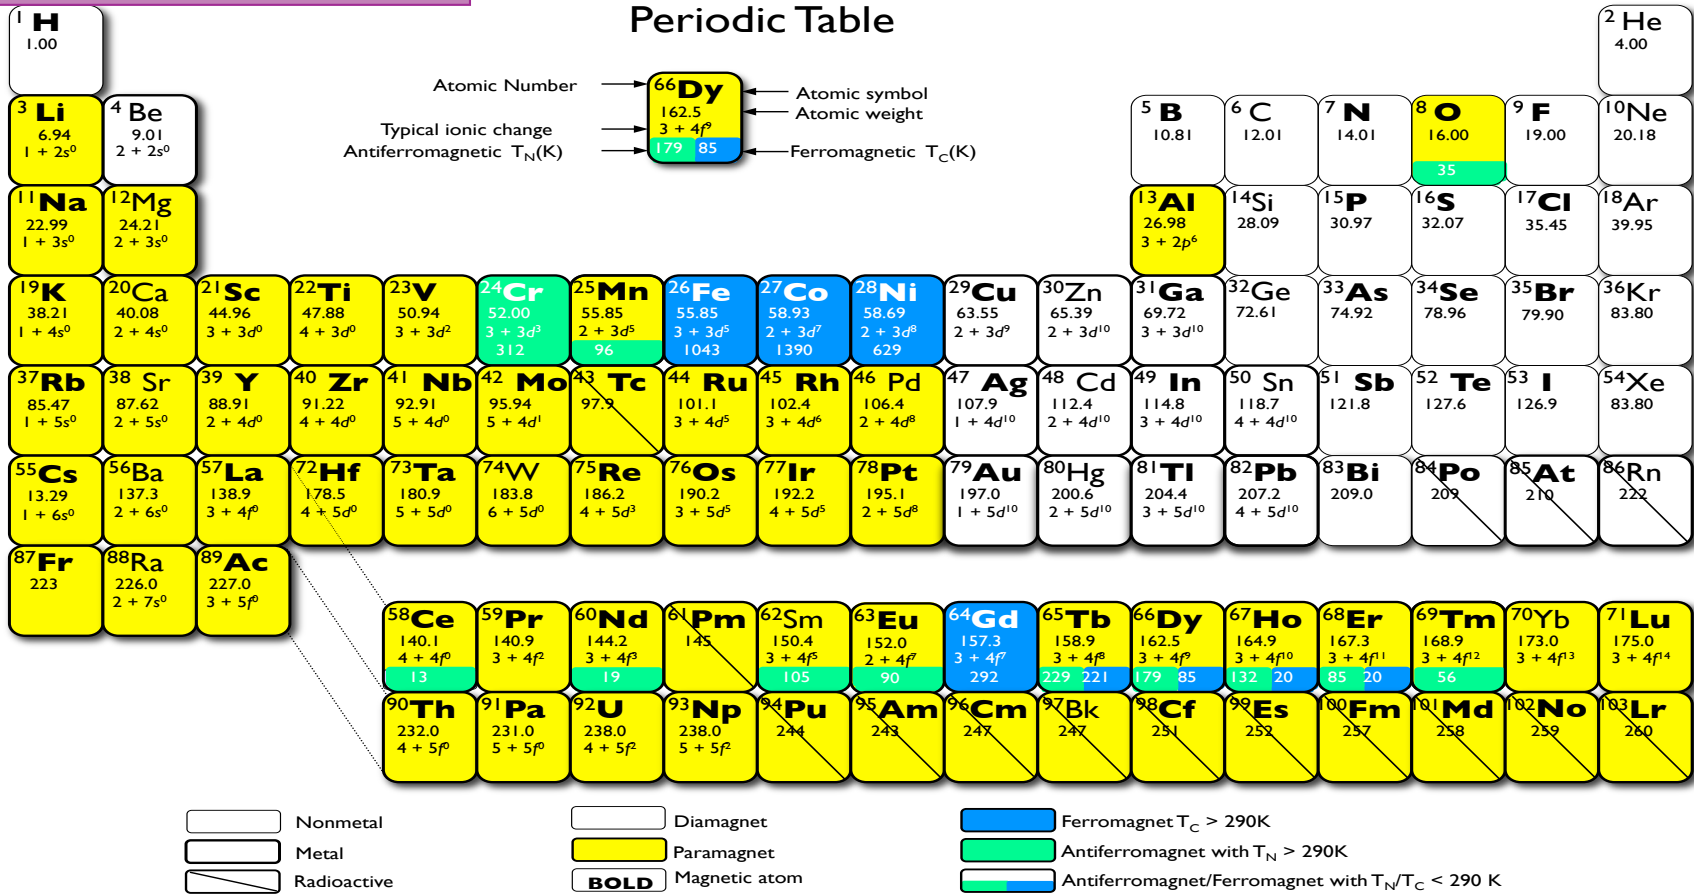 Periodic Table
Atomic Number
Typical ionic change
Antiferromagnetic T_N(K)
66 Dy
162.5
3 + 4f⁹
179 85
Atomic symbol
Atomic weight
Ferromagnetic T_C(K)
1 H
1.00
2 He
4.00
3 Li
6.94
1 + 2s⁰
4 Be
9.01
2 + 2s⁰
5 B
10.81
6 C
12.01
7 N
14.01
8 O
16.00
35
9 F
19.00
10 Ne
20.18
11 Na
22.99
1 + 3s⁰
12 Mg
24.21
2 + 3s⁰
13 Al
26.98
3 + 2p⁶
14 Si
28.09
15 P
30.97
16 S
32.07
17 Cl
35.45
18 Ar
39.95
19 K
38.21
1 + 4s⁰
20 Ca
40.08
2 + 4s⁰
21 Sc
44.96
3 + 3d⁰
22 Ti
47.88
4 + 3d⁰
23 V
50.94
3 + 3d²
24 Cr
52.00
3 + 3d³
312
25 Mn
55.85
2 + 3d⁵
96
26 Fe
55.85
3 + 3d⁵
1043
27 Co
58.93
2 + 3d⁷
1390
28 Ni
58.69
2 + 3d⁸
629
29 Cu
63.55
2 + 3d⁹
30 Zn
65.39
2 + 3d¹⁰
31 Ga
69.72
3 + 3d¹⁰
32 Ge
72.61
33 As
74.92
34 Se
78.96
35 Br
79.90
36 Kr
83.80
37 Rb
85.47
1 + 5s⁰
38 Sr
87.62
2 + 5s⁰
39 Y
88.91
2 + 4d⁰
40 Zr
91.22
4 + 4d⁰
41 Nb
92.91
5 + 4d⁰
42 Mo
95.94
5 + 4d¹
43 Tc
97.9
44 Ru
101.1
3 + 4d⁵
45 Rh
102.4
3 + 4d⁶
46 Pd
106.4
2 + 4d⁸
47 Ag
107.9
1 + 4d¹⁰
48 Cd
112.4
2 + 4d¹⁰
49 In
114.8
3 + 4d¹⁰
50 Sn
118.7
4 + 4d¹⁰
51 Sb
121.8
52 Te
127.6
53 I
126.9
54 Xe
83.80
55 Cs
13.29
1 + 6s⁰
56 Ba
137.3
2 + 6s⁰
57 La
138.9
3 + 4f⁰
72 Hf
178.5
4 + 5d⁰
73 Ta
180.9
5 + 5d⁰
74 W
183.8
6 + 5d⁰
75 Re
186.2
4 + 5d³
76 Os
190.2
3 + 5d⁵
77 Ir
192.2
4 + 5d⁵
78 Pt
195.1
2 + 5d⁸
79 Au
197.0
1 + 5d¹⁰
80 Hg
200.6
2 + 5d¹⁰
81 Tl
204.4
3 + 5d¹⁰
82 Pb
207.2
4 + 5d¹⁰
83 Bi
209.0
84 Po
209
85 At
210
86 Rn
222
87 Fr
223
88 Ra
226.0
2 + 7s⁰
89 Ac
227.0
3 + 5f⁰
58 Ce
140.1
4 + 4f⁰
13
59 Pr
140.9
3 + 4f²
60 Nd
144.2
3 + 4f³
19
61 Pm
145
62 Sm
150.4
3 + 4f⁵
105
63 Eu
152.0
2 + 4f⁷
90
64 Gd
157.3
3 + 4f⁷
292
65 Tb
158.9
3 + 4f⁸
229 221
66 Dy
162.5
3 + 4f⁹
179 85
67 Ho
164.9
3 + 4f¹⁰
132 20
68 Er
167.3
3 + 4f¹¹
85 20
69 Tm
168.9
3 + 4f¹²
56
70 Yb
173.0
3 + 4f¹³
71 Lu
175.0
3 + 4f¹⁴
90 Th
232.0
4 + 5f⁰
91 Pa
231.0
5 + 5f⁰
92 U
238.0
4 + 5f²
93 Np
238.0
5 + 5f²
94 Pu
244
95 Am
243
96 Cm
247
97 Bk
247
98 Cf
251
99 Es
252
100 Fm
257
101 Md
258
102 No
259
103 Lr
260
Nonmetal
Metal
Radioactive
Diamagnet
Paramagnet
BOLD Magnetic atom
Ferromagnet T_C > 290K
Antiferromagnet with T_N > 290K
Antiferromagnet/Ferromagnet with T_N/T_C < 290 K